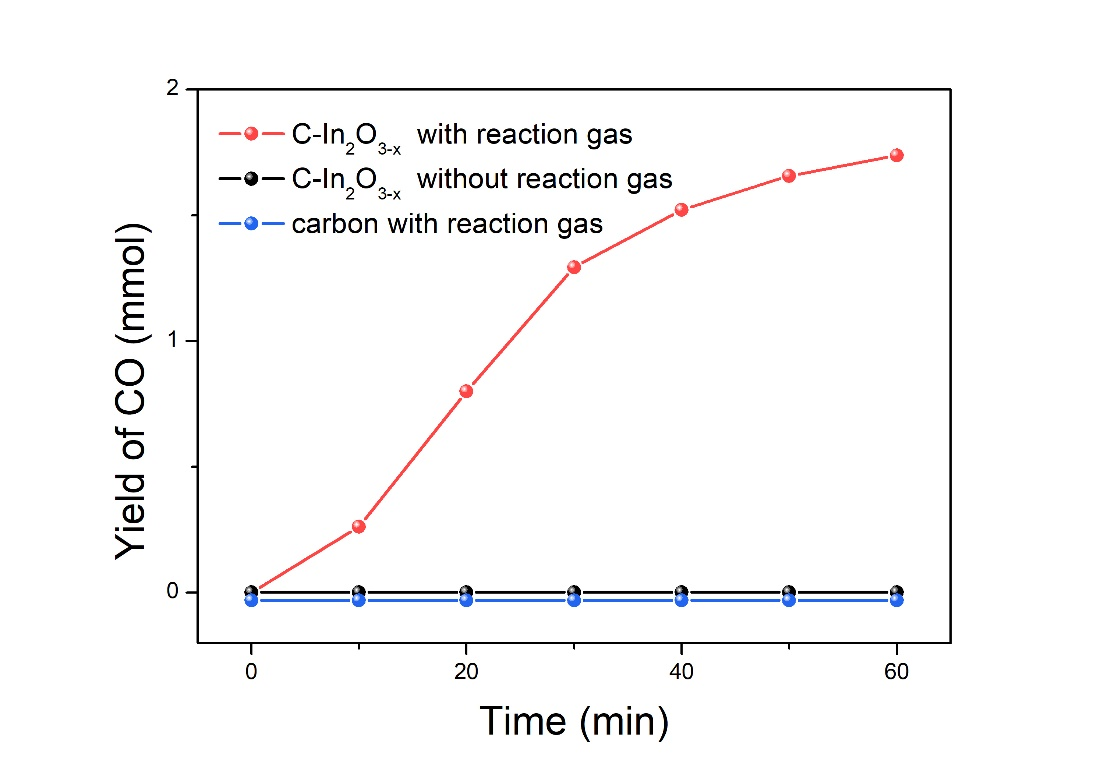 2
C-In2O3-x with reaction gas
C-In2O3-x without reaction gas
carbon with reaction gas
Yield of CO (mmol)
1
0
0 20 40 60
Time (min)